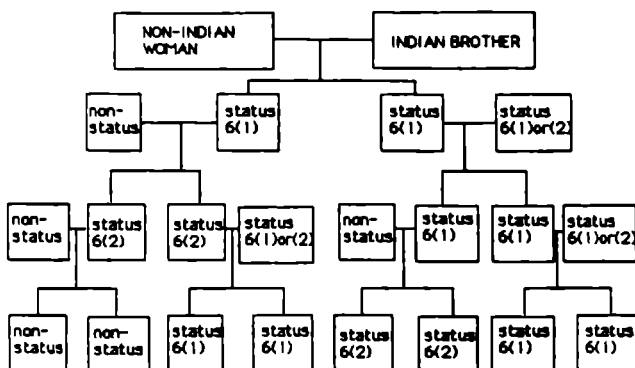 NON-INDIAN
WOMAN
INDIAN BROTHER
non-
status
status
6(1)
status
6(1)
status
6(1)or(2)
non-
status
status
6(2)
status
6(2)
status
6(1)or(2)
non-
status
status
6(1)
status
6(1)
status
6(1)or(2)
non-
status
non-
status
status
6(1)
status
6(1)
status
6(2)
status
6(2)
status
6(1)
status
6(1)